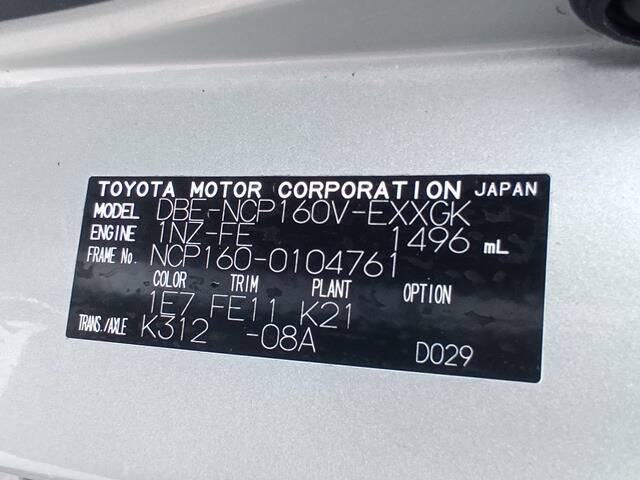 TOYOTA MOTOR CORPORATION JAPAN
MODEL DBE-NCP160V-EXXGK
ENGINE 1NZ-FE 1496 mL
FRAME No. NCP160-0104761
COLOR TRIM PLANT OPTION
1E7 FE11 K21
TRANS./AXLE K312 -08A
D029